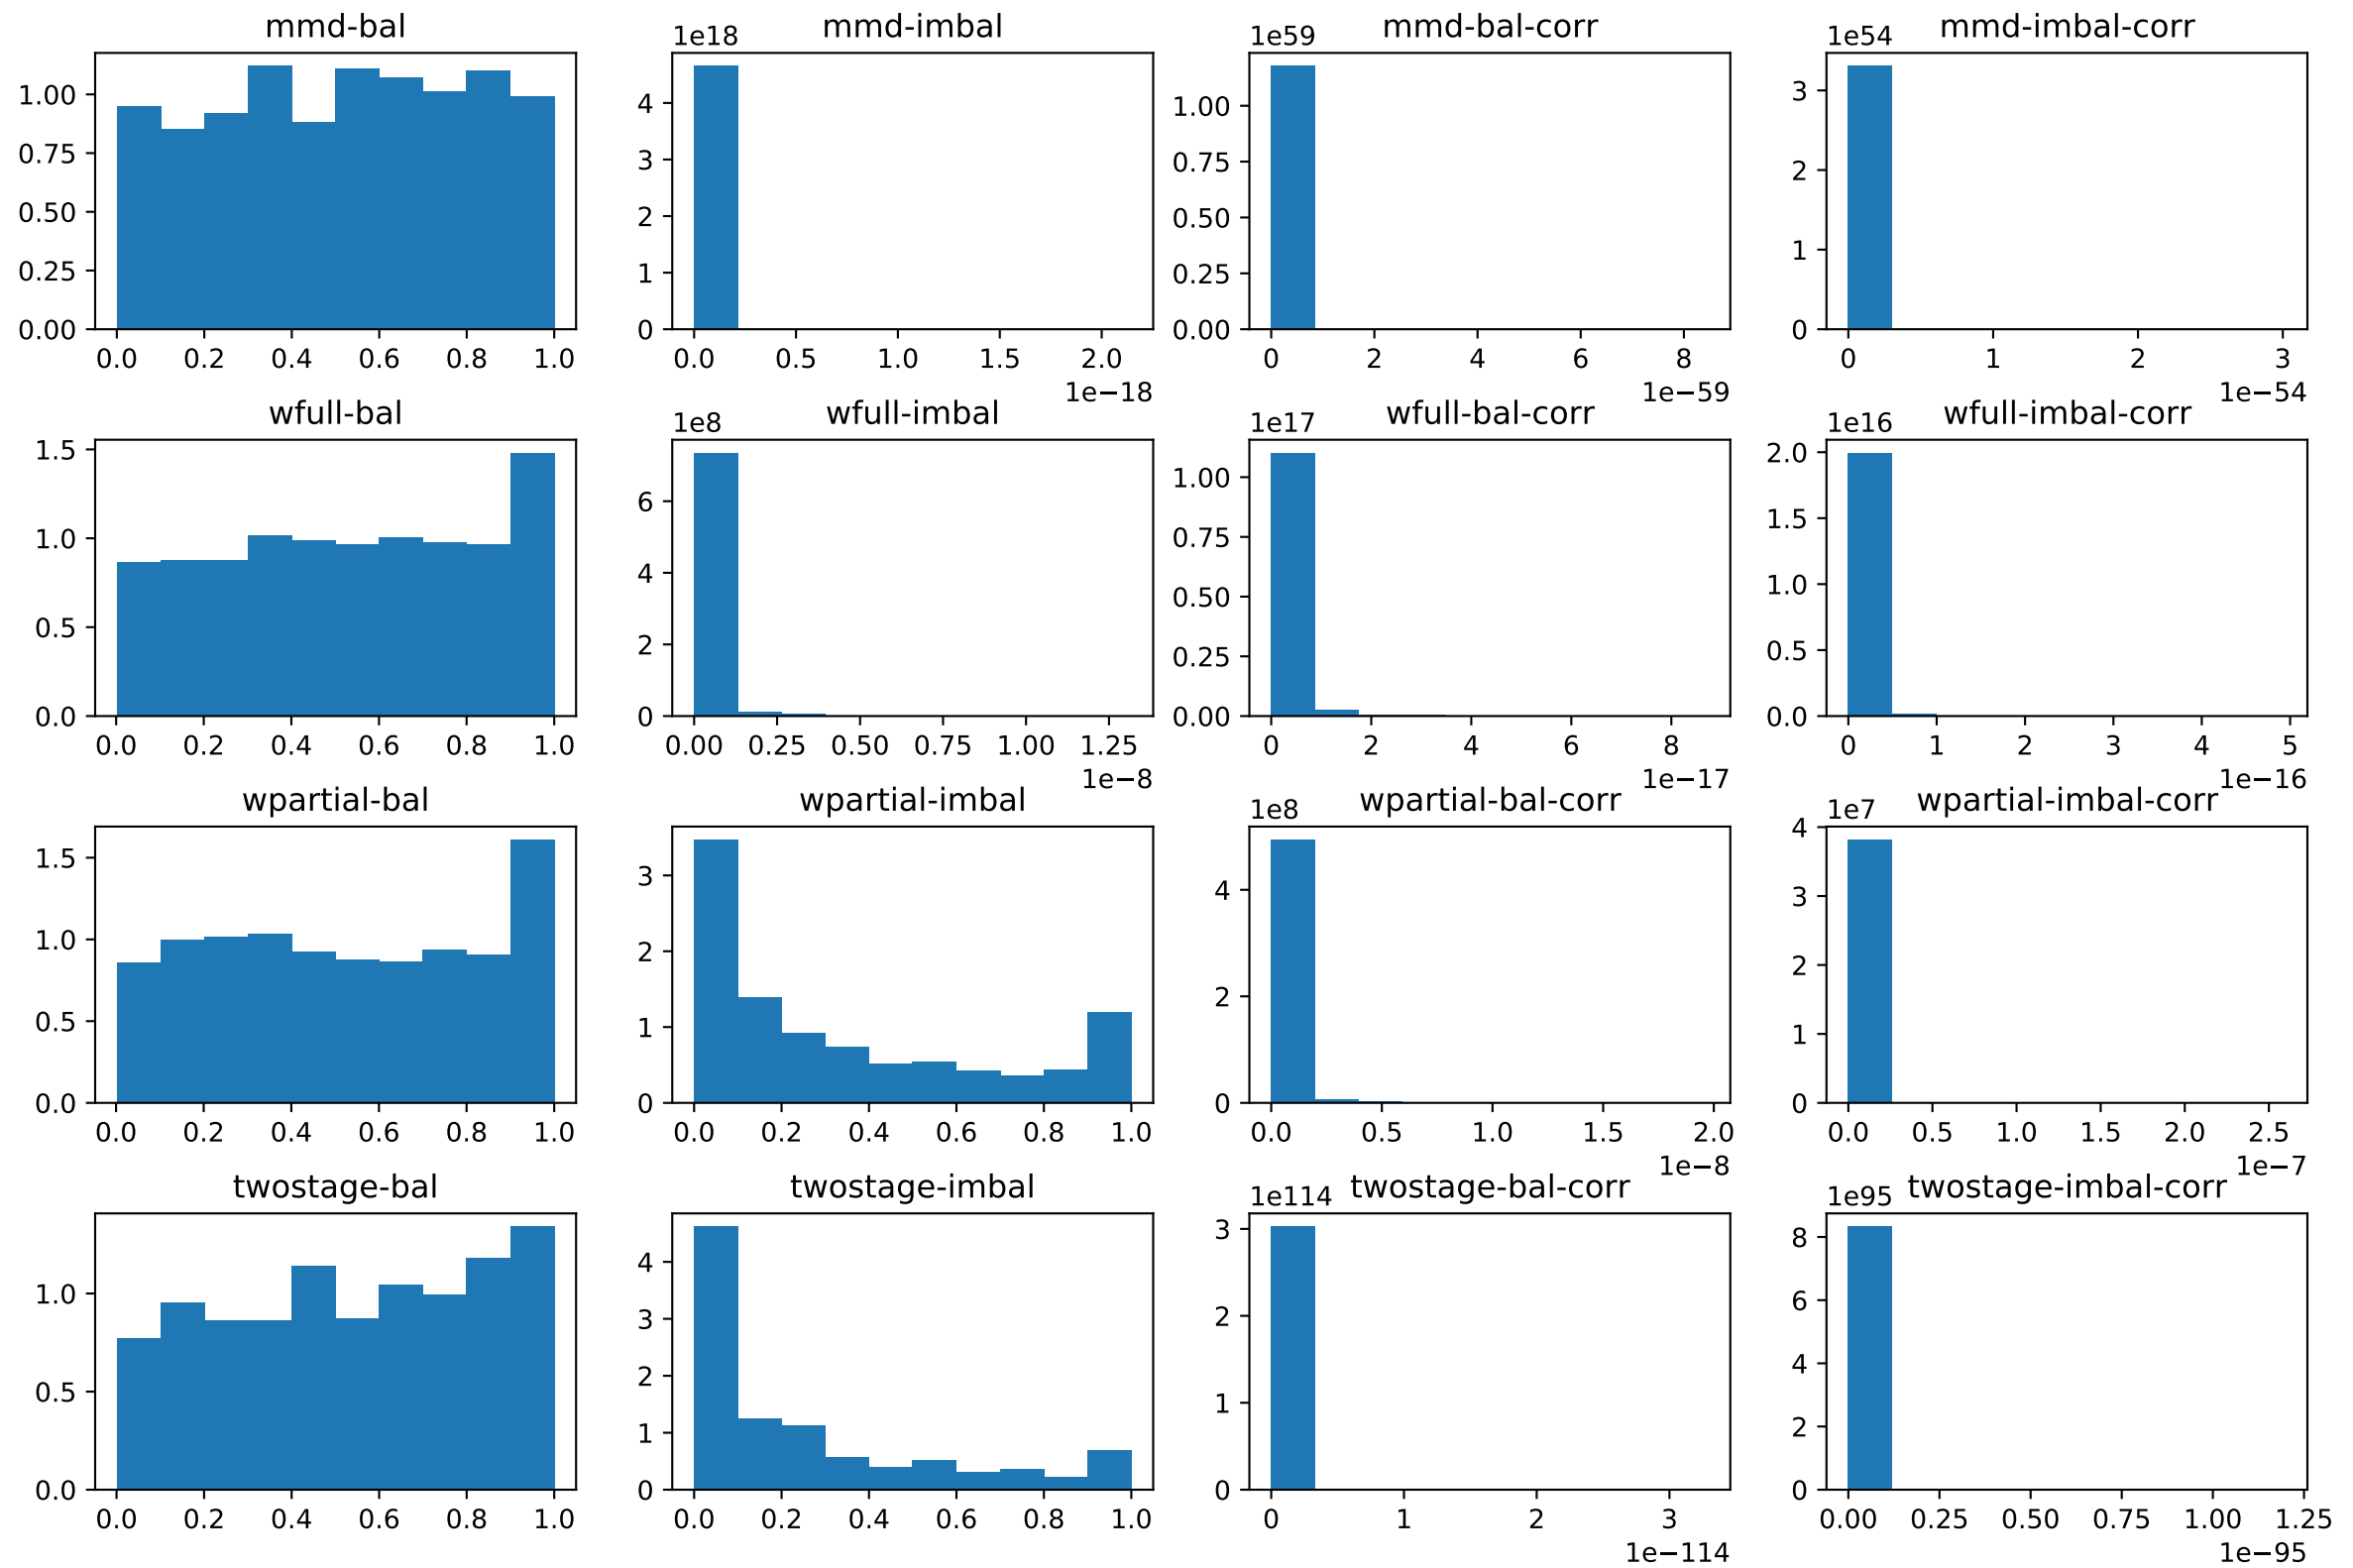 mmd-bal
1.00
0.75
0.50
0.25
0.00
0.0 0.2 0.4 0.6 0.8 1.0
mmd-imbal
1e18
4
3
2
1
0
0.0 0.5 1.0 1.5 2.0
1e−18
mmd-bal-corr
1e59
1.00
0.75
0.50
0.25
0.00
0 2 4 6 8
1e−59
mmd-imbal-corr
1e54
3
2
1
0
0 1 2 3
1e−54
wfull-bal
1.5
1.0
0.5
0.0
0.0 0.2 0.4 0.6 0.8 1.0
wfull-imbal
1e8
6
4
2
0
0.00 0.25 0.50 0.75 1.00 1.25
1e−8
wfull-bal-corr
1e17
1.00
0.75
0.50
0.25
0.00
0 2 4 6 8
1e−17
wfull-imbal-corr
1e16
2.0
1.5
1.0
0.5
0.0
0 1 2 3 4 5
1e−16
wpartial-bal
1.5
1.0
0.5
0.0
0.0 0.2 0.4 0.6 0.8 1.0
wpartial-imbal
3
2
1
0
0.0 0.2 0.4 0.6 0.8 1.0
wpartial-bal-corr
1e8
4
2
0
0.0 0.5 1.0 1.5 2.0
1e−8
wpartial-imbal-corr
1e7
4
3
2
1
0
0.0 0.5 1.0 1.5 2.0 2.5
1e−7
twostage-bal
1.0
0.5
0.0
0.0 0.2 0.4 0.6 0.8 1.0
twostage-imbal
4
3
2
1
0
0.0 0.2 0.4 0.6 0.8 1.0
twostage-bal-corr
1e114
3
2
1
0
0 1 2 3
1e−114
twostage-imbal-corr
1e95
8
6
4
2
0
0.00 0.25 0.50 0.75 1.00 1.25
1e−95